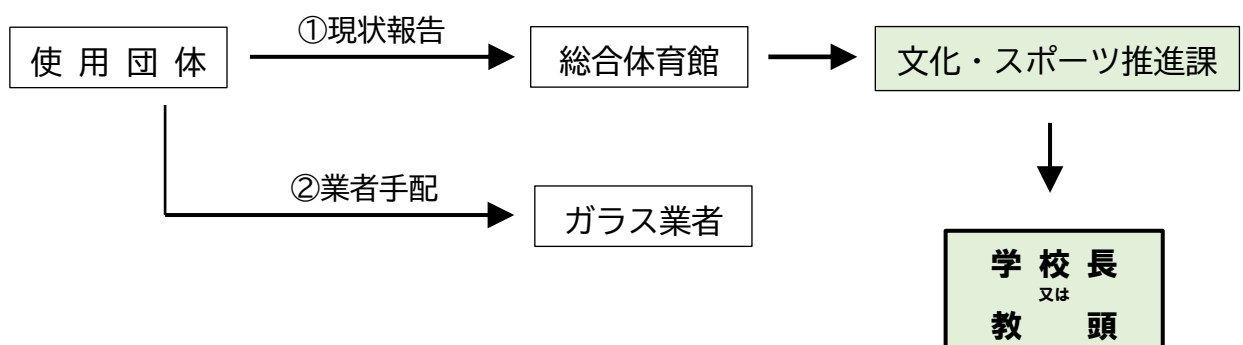 ①現状報告
使用団体
総合体育館
文化・スポーツ推進課
②業者手配
ガラス業者
学校長
又は
教頭